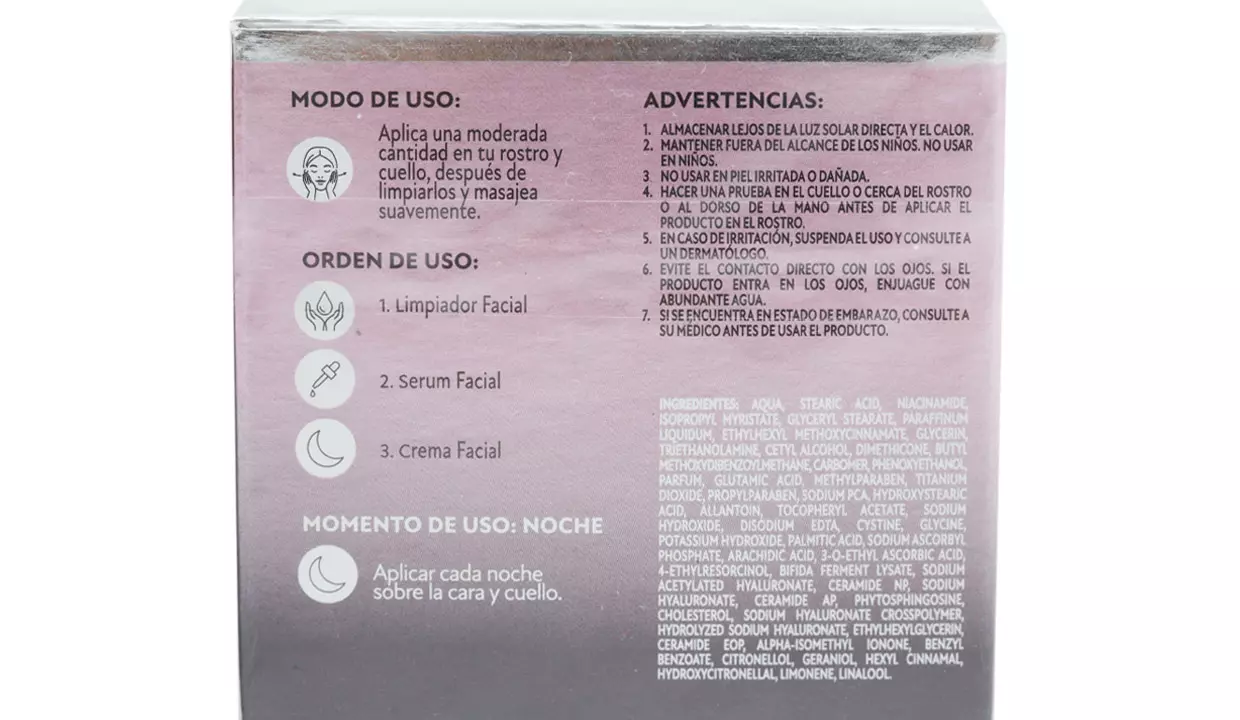 MODO DE USO:
Aplica una moderada
cantidad en tu rostro y
cuello, después de
limpiarlos y masajea
suavemente.
ORDEN DE USO:
1. Limpiador Facial
2. Serum Facial
3. Crema Facial
MOMENTO DE USO: NOCHE
Aplicar cada noche
sobre la cara y cuello.
ADVERTENCIAS:
1. ALMACENAR LEJOS DE LA LUZ SOLAR DIRECTA Y EL CALOR.
2. MANTENER FUERA DEL ALCANCE DE LOS NIÑOS. NO USAR
EN NIÑOS.
3. NO USAR EN PIEL IRRITADA O DAÑADA.
4. HACER UNA PRUEBA EN EL CUELLO O CERCA DEL ROSTRO
O AL DORSO DE LA MANO ANTES DE APLICAR EL
PRODUCTO EN EL ROSTRO.
5. EN CASO DE IRRITACIÓN, SUSPENDA EL USO Y CONSULTE A
UN DERMATÓLOGO.
6. EVITE EL CONTACTO DIRECTO CON LOS OJOS. SI EL
PRODUCTO ENTRA EN LOS OJOS, ENJUAGUE CON
ABUNDANTE AGUA.
7. SI SE ENCUENTRA EN ESTADO DE EMBARAZO, CONSULTE A
SU MÉDICO ANTES DE USAR EL PRODUCTO.
INGREDIENTES: AQUA, STEARIC ACID, NIACINAMIDE,
ISOPROPYL MYRISTATE, GLYCERYL STEARATE, PARAFFINUM
LIQUIDUM, ETHYLHEXYL METHOXYCINNAMATE, GLYCERIN,
TRIETHANOLAMINE, CETYL ALCOHOL, DIMETHICONE, BUTYL
METHOXYDIBENZOYLMETHANE, CARBOMER, PHENOXYETHANOL,
PARFUM, GLUTAMIC ACID, METHYLPARABEN, TITANIUM
DIOXIDE, PROPYLPARABEN, SODIUM PCA, HYDROXYSTEARIC
ACID, ALLANTOIN, TOCOPHERYL ACETATE, SODIUM
HYDROXIDE, DISODIUM EDTA, CYSTINE, GLYCINE,
POTASSIUM HYDROXIDE, PALMITIC ACID, SODIUM ASCORBYL
PHOSPHATE, ARACHIDIC ACID, 3-O-ETHYL ASCORBIC ACID,
4-ETHYLRESORCINOL, BIFIDA FERMENT LYSATE, SODIUM
ACETYLATED HYALURONATE, CERAMIDE NP, SODIUM
HYALURONATE, CERAMIDE AP, PHYTOSPHINGOSINE,
CHOLESTEROL, SODIUM HYALURONATE CROSSPOLYMER,
HYDROLYZED SODIUM HYALURONATE, ETHYLHEXYLGLYCERIN,
CERAMIDE EOP, ALPHA-ISOMETHYL IONONE, BENZYL
BENZOATE, CITRONELLOL, GERANIOL, HEXYL CINNAMAL,
HYDROXYCITRONELLAL, LIMONENE, LINALOOL.